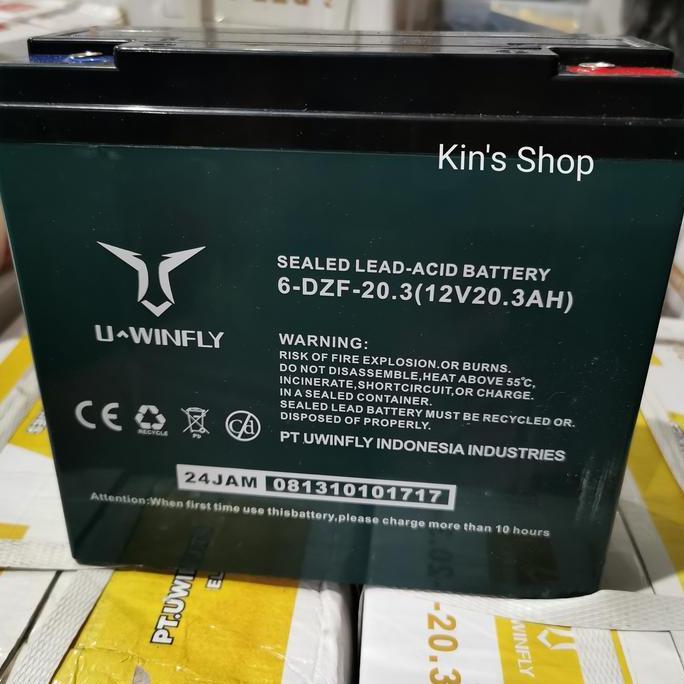 Kin's Shop
SEALED LEAD-ACID BATTERY
6-DZF-20.3(12V20.3AH)
U^WINFLY
WARNING:
RISK OF FIRE EXPLOSION.OR BURNS.
DO NOT DISASSEMBLE,HEAT ABOVE 55℃,
INCINERATE,SHORTCIRCUIT,OR CHARGE.
IN A SEALED CONTAINER.
SEALED LEAD BATTERY MUST BE RECYCLED OR.
DISPOSED OF PROPERLY.
PT UWINFLY INDONESIA INDUSTRIES
CE
RECYCLE
PB
Cd
24JAM 081310101717
Attention:When first time use thisbattery,please charge more than 10 hours
PT.UWIN
EL
-20.3
WINFLY